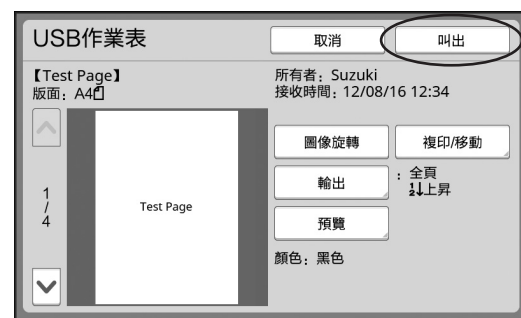 USB作業表
取消
叫出
【Test Page】
版面：A4
所有者：Suzuki
接收時間：12/08/16 12:34
圖像旋轉
複印/移動
輸出
：全頁
1 2↓上昇
預覽
顏色：黑色
1
/
4
Test Page